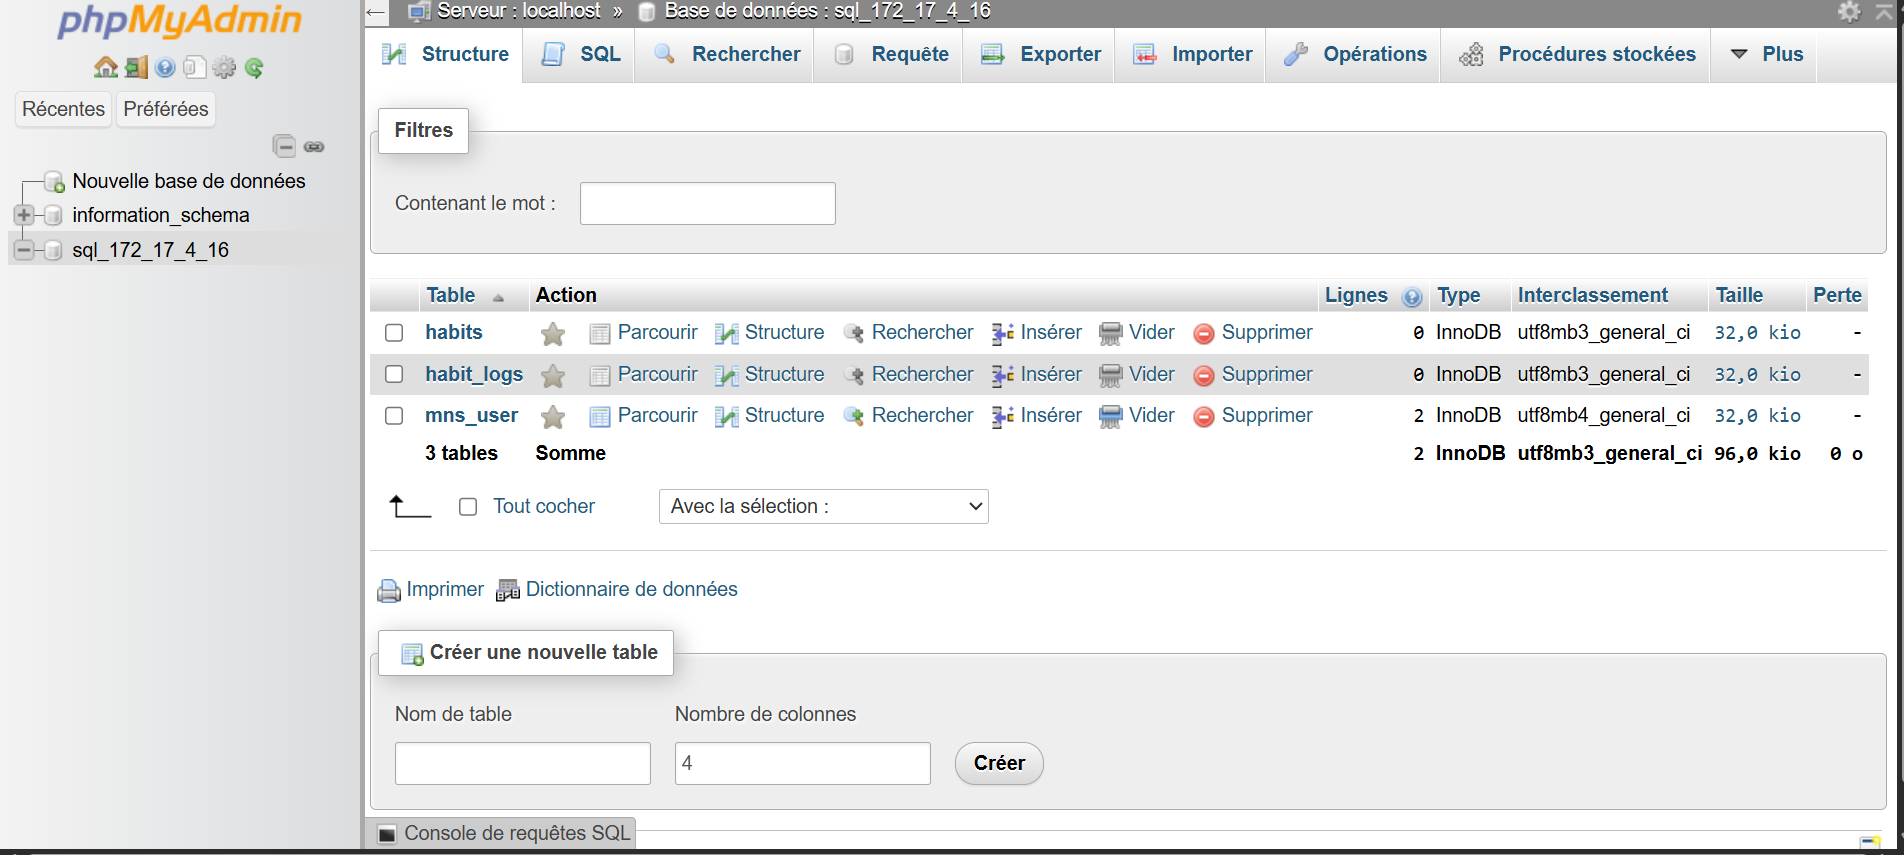 phpMyAdmin
Récentes
Préférées
Nouvelle base de données
information_schema
sql_172_17_4_16
Serveur : localhost » Base de données : sql_172_17_4_16
Structure SQL Rechercher Requête Exporter Importer Opérations Procédures stockées Plus
Filtres
Contenant le mot :
Table Action Lignes Type Interclassement Taille Perte
habits Parcourir Structure Rechercher Insérer Vider Supprimer 0 InnoDB utf8mb3_general_ci 32,0 kio -
habit_logs Parcourir Structure Rechercher Insérer Vider Supprimer 0 InnoDB utf8mb3_general_ci 32,0 kio -
mns_user Parcourir Structure Rechercher Insérer Vider Supprimer 2 InnoDB utf8mb4_general_ci 32,0 kio -
3 tables Somme 2 InnoDB utf8mb3_general_ci 96,0 kio 0 o
Tout cocher Avec la sélection :
Imprimer Dictionnaire de données
Créer une nouvelle table
Nom de table Nombre de colonnes
4 Créer
Console de requêtes SQL